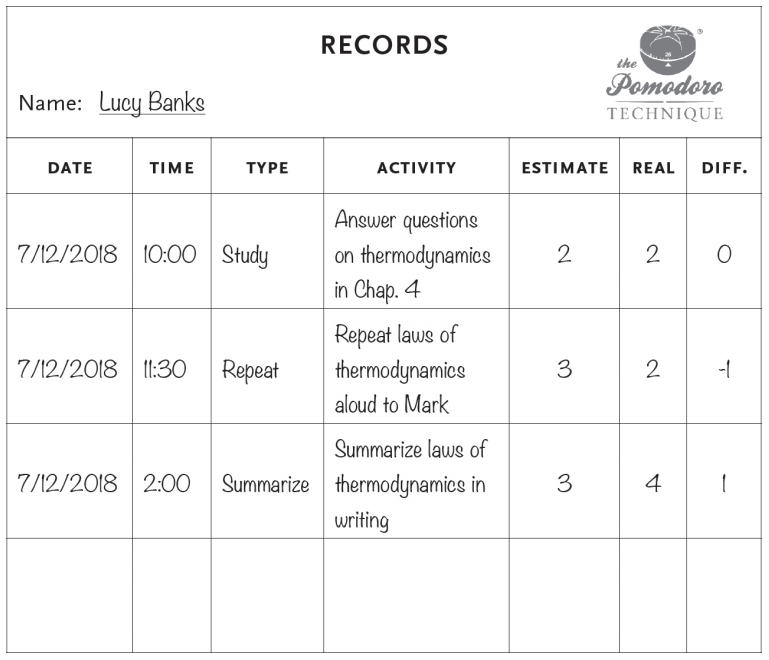 RECORDS
the
Pomodoro
TECHNIQUE
Name: Lucy Banks
DATE TIME TYPE ACTIVITY ESTIMATE REAL DIFF.
7/12/2018 10:00 Study Answer questions
on thermodynamics
in Chap. 4 2 2 0
7/12/2018 11:30 Repeat Repeat laws of
thermodynamics
aloud to Mark 3 2 -1
7/12/2018 2:00 Summarize Summarize laws of
thermodynamics in
writing 3 4 1